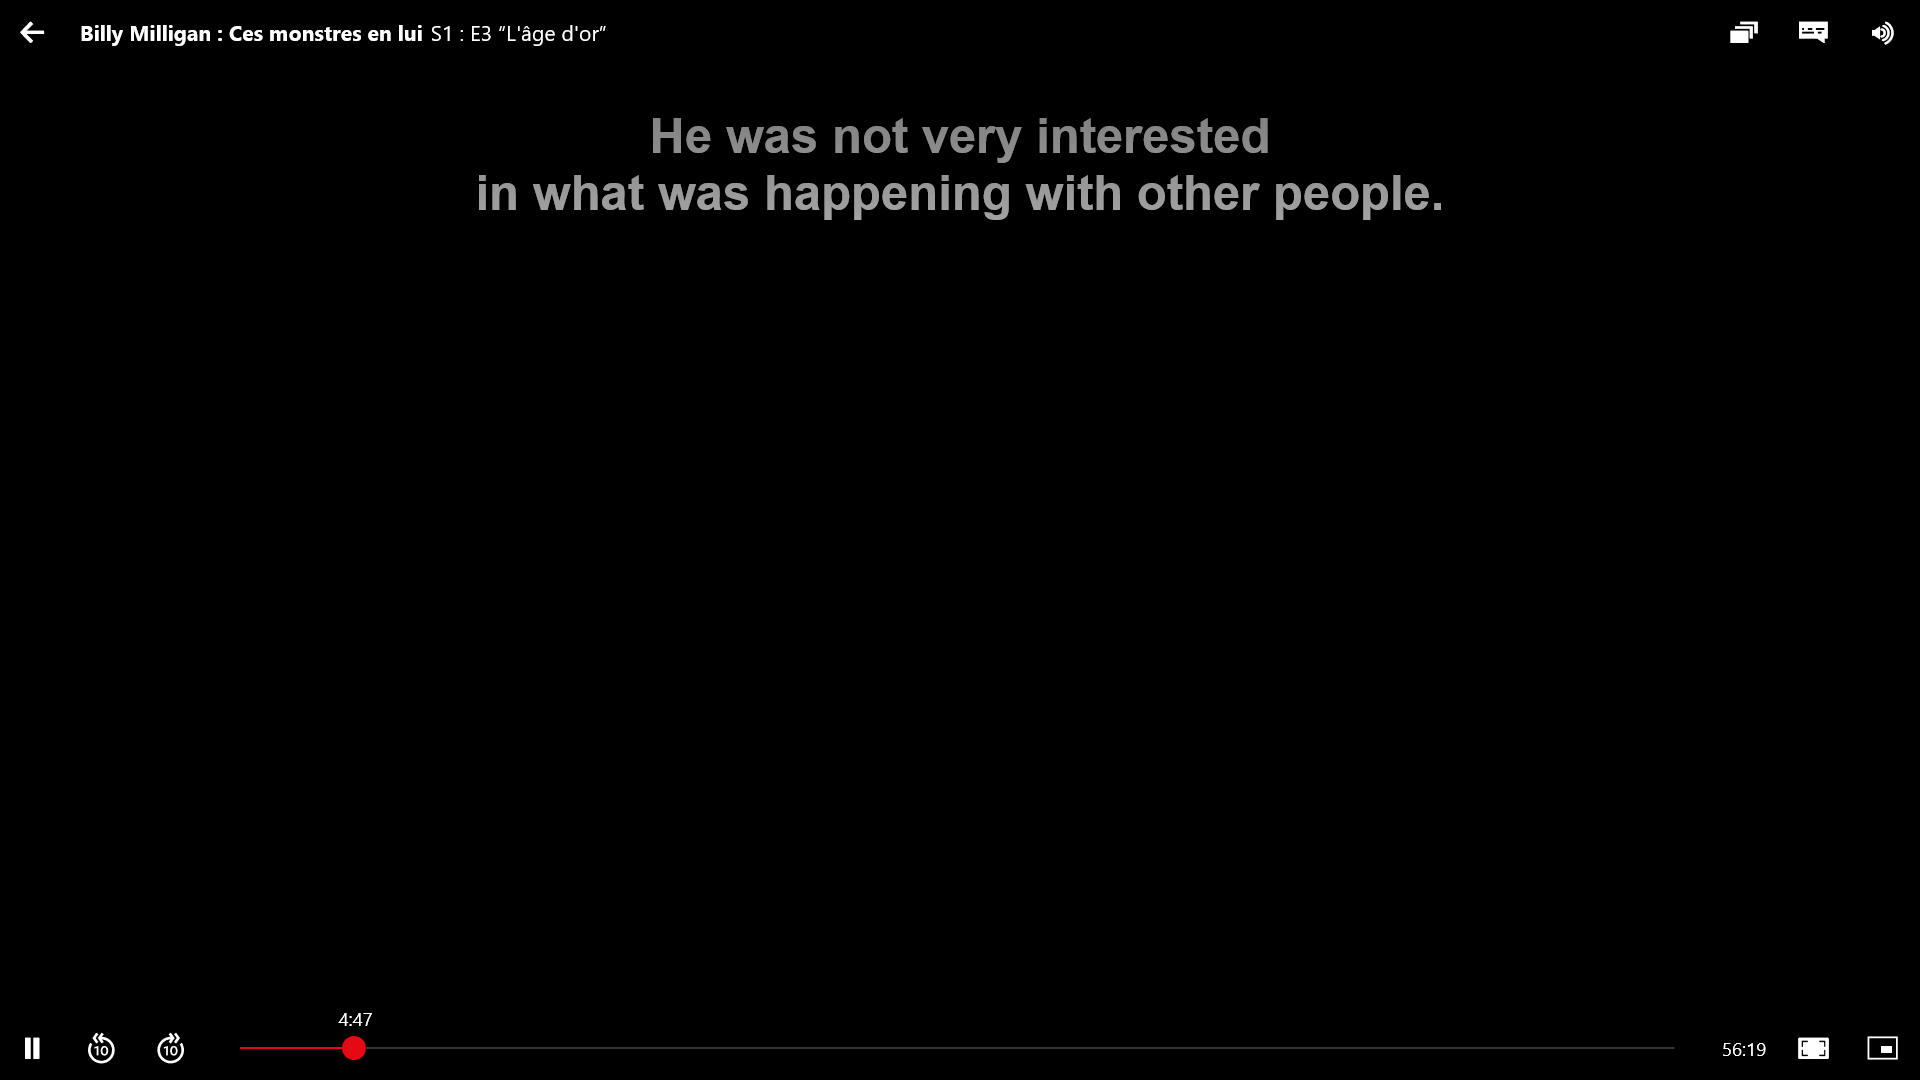 Billy Milligan : Ces monstres en lui S1 : E3 “L'âge d'or”
He was not very interested
in what was happening with other people.
4:47
10
10
56:19